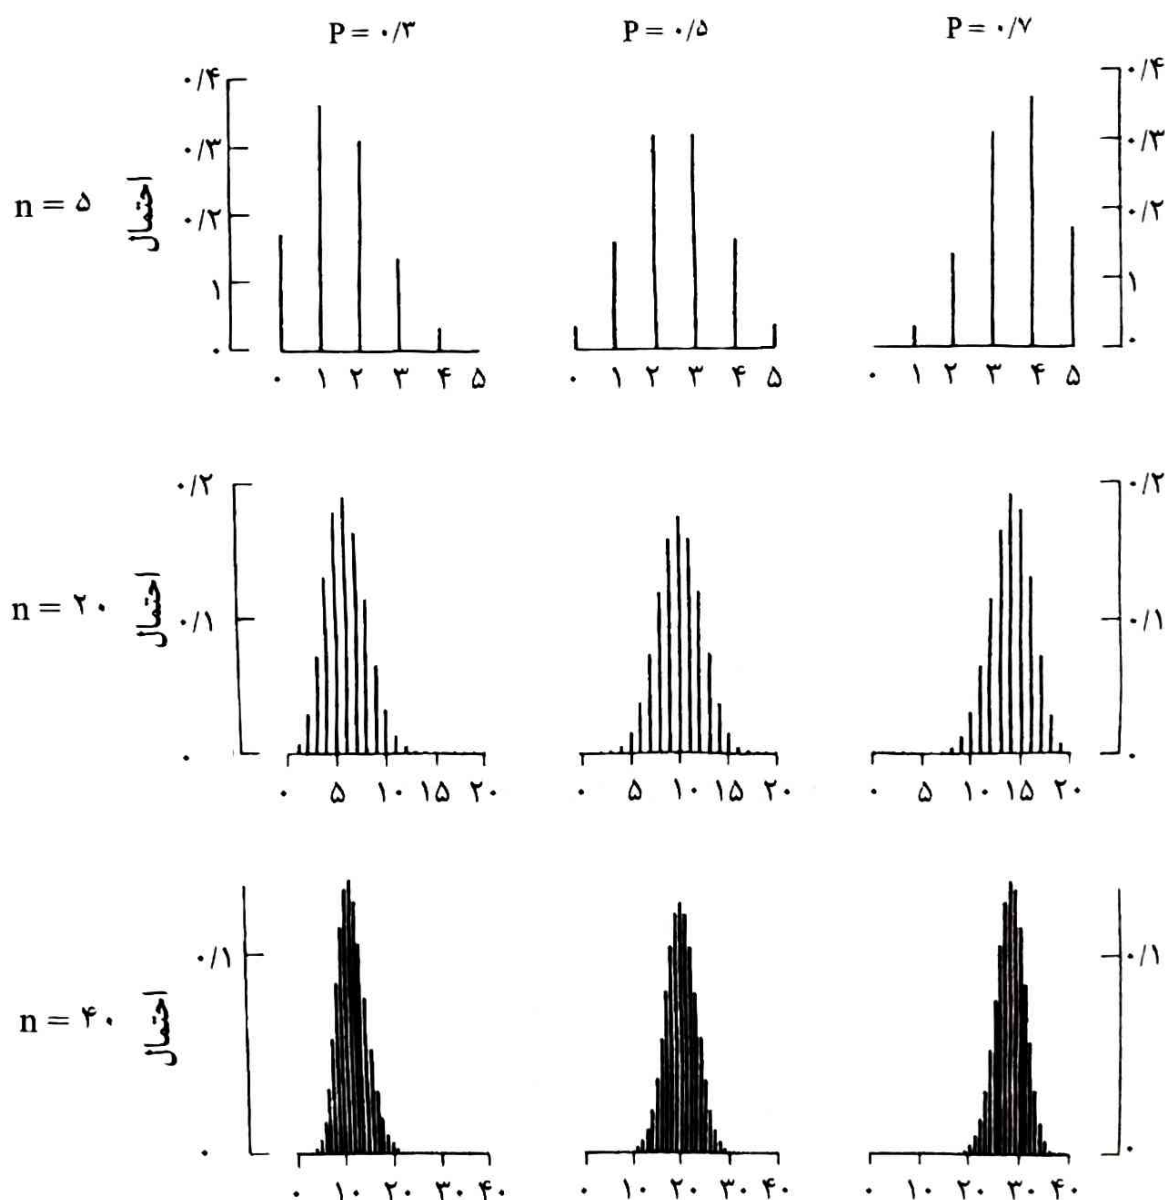 P = ۰/۳ P = ۰/۵ P = ۰/۷
۰/۴ ۰/۴
۰/۳ ۰/۳
n = ۵ احتمال ۰/۲ ۰/۲
۱ ۱
۰ ۰
۰ ۱ ۲ ۳ ۴ ۵ ۰ ۱ ۲ ۳ ۴ ۵ ۰ ۱ ۲ ۳ ۴ ۵
۰/۲ ۰/۲
n = ۲۰ احتمال ۰/۱ ۰/۱
۰ ۰
۰ ۵ ۱۰ ۱۵ ۲۰ ۰ ۵ ۱۰ ۱۵ ۲۰ ۰ ۵ ۱۰ ۱۵ ۲۰
۰/۱ ۰/۱
n = ۴۰ احتمال
۰ ۰
۰ ۱۰ ۲۰ ۳۰ ۴۰ ۰ ۱۰ ۲۰ ۳۰ ۴۰ ۰ ۱۰ ۲۰ ۳۰ ۴۰